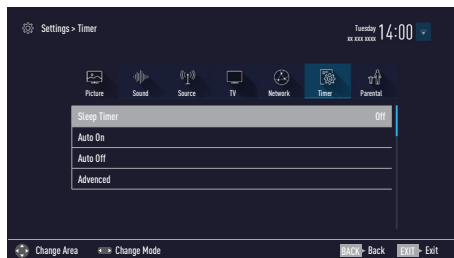 Settings > Timer
Tuesday 14:00
xx xxx xxxx
Picture Sound Source TV Network Timer Parental
Sleep Timer Off
Auto On
Auto Off
Advanced
Change Area Change Mode BACK Back EXIT Exit